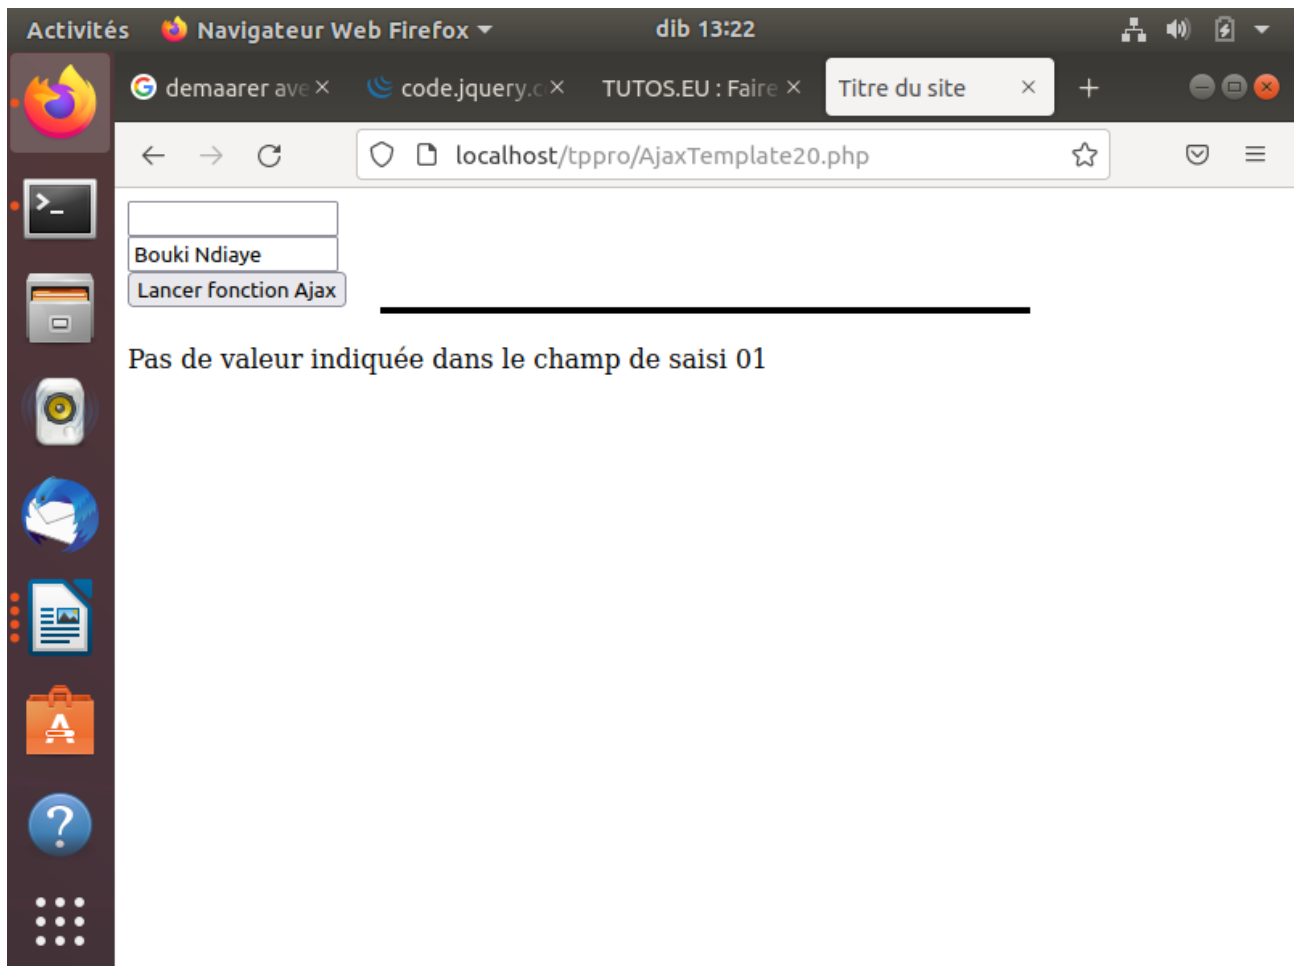 Activités Navigateur Web Firefox dib 13:22
demaarer ave code.jquery.c TUTOS.EU : Faire Titre du site
localhost/tppro/AjaxTemplate20.php
Bouki Ndiaye
Lancer fonction Ajax
Pas de valeur indiquée dans le champ de saisi 01